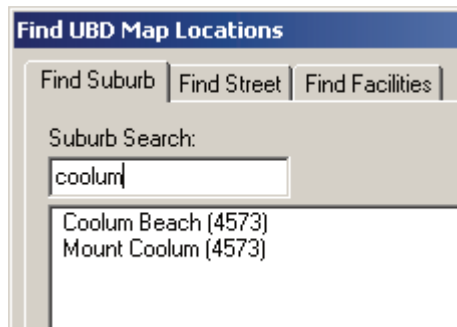 Find UBD Map Locations
Find Suburb Find Street Find Facilities
Suburb Search:
coolum
Coolum Beach (4573)
Mount Coolum (4573)